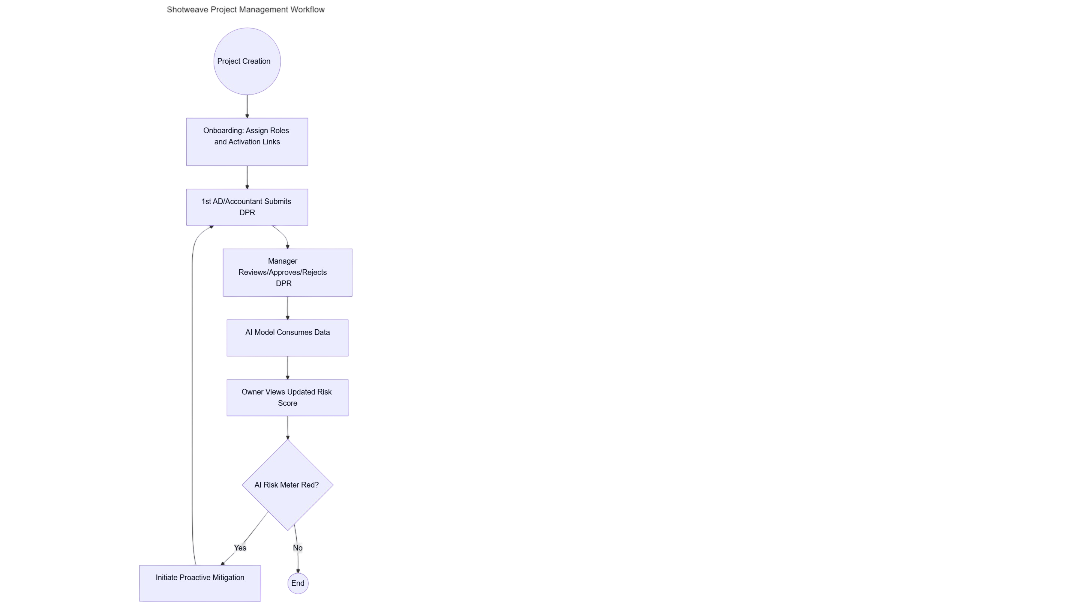 Shotweave Project Management Workflow
Project Creation
Onboarding: Assign Roles
and Activation Links
1st AD/Accountant Submits
DPR
Manager
Reviews/Approves/Rejects
DPR
AI Model Consumes Data
Owner Views Updated Risk
Score
AI Risk Meter Red?
Yes
No
Initiate Proactive Mitigation
End